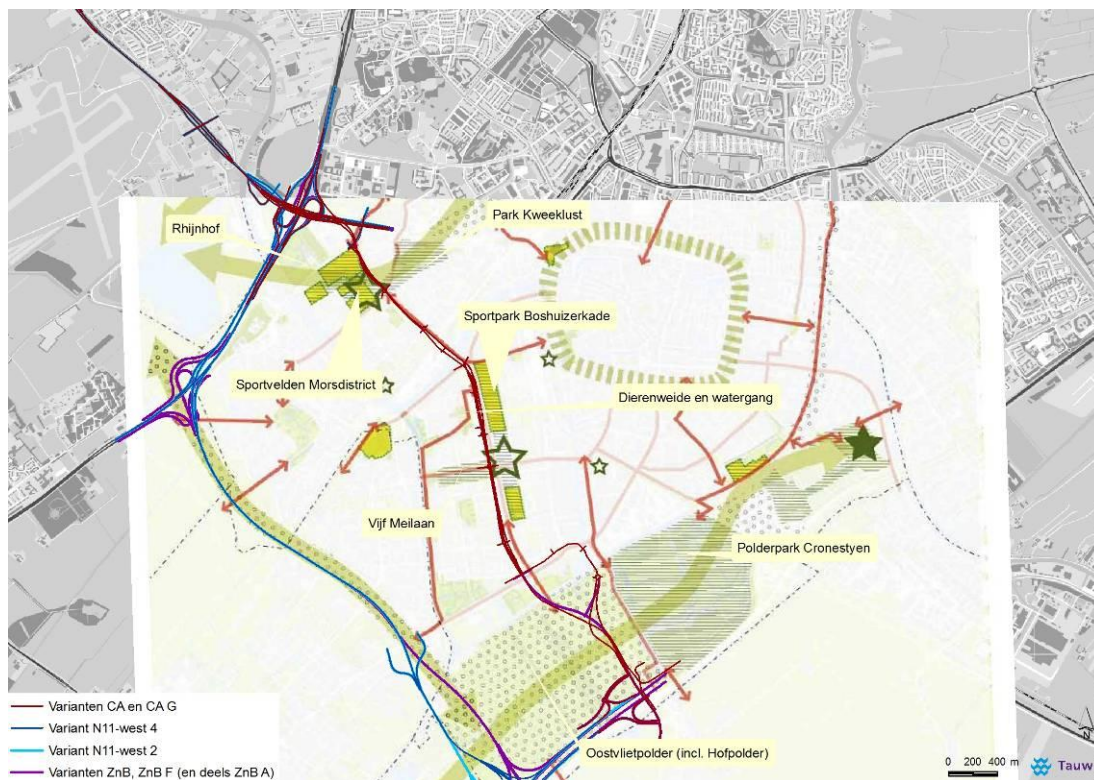 Park Kweeklust
Rhijnhof
Sportpark Boshuizerkade
Sportvelden Morsdistrict
Dierenweide en watergang
Vijf Meilaan
Polderpark Cronestyen
Oostvlietpolder (incl. Hofpolder)
Varianten CA en CA G
Variant N11-west 4
Variant N11-west 2
Varianten ZnB, ZnB F (en deels ZnB A)
N
0 200 400 m
Tauw